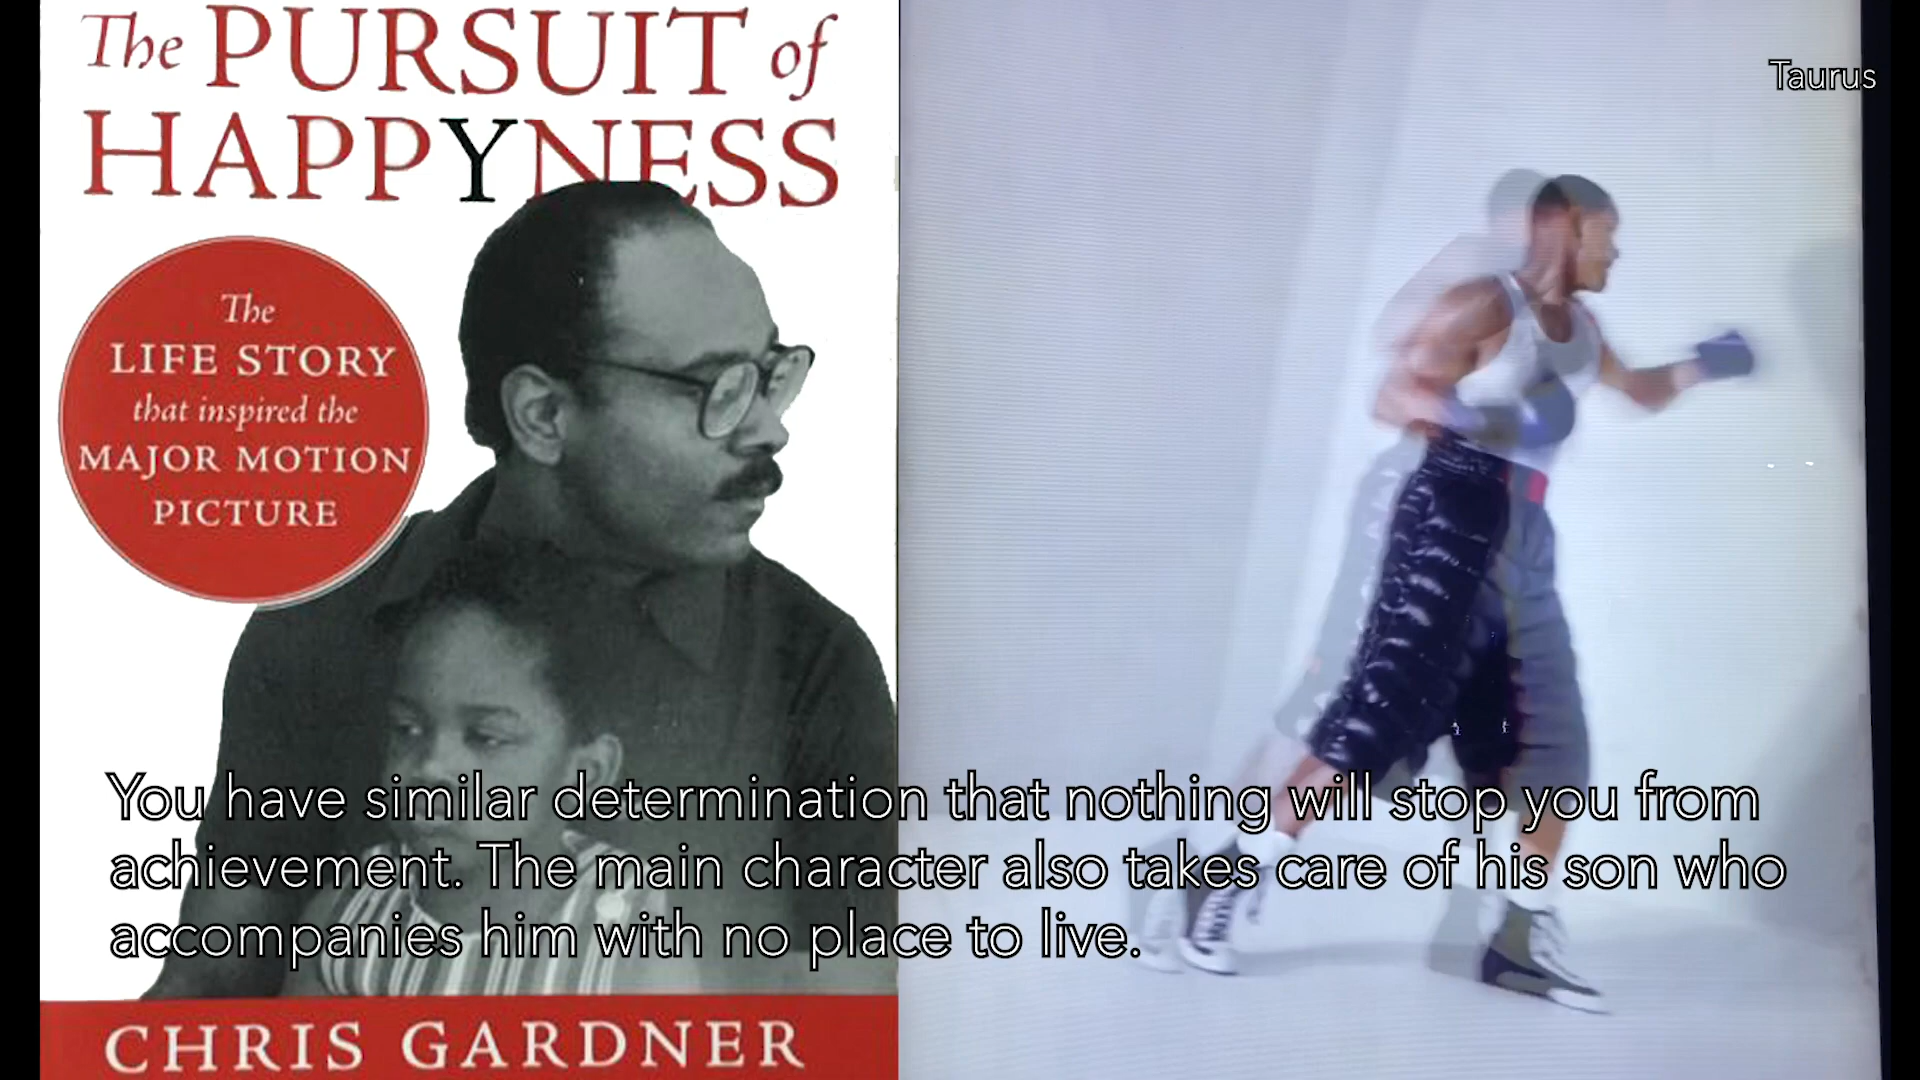 The PURSUIT of
HAPPYNESS
The
LIFE STORY
that inspired the
MAJOR MOTION
PICTURE
Taurus
You have similar determination that nothing will stop you from
achievement. The main character also takes care of his son who
accompanies him with no place to live.
CHRIS GARDNER